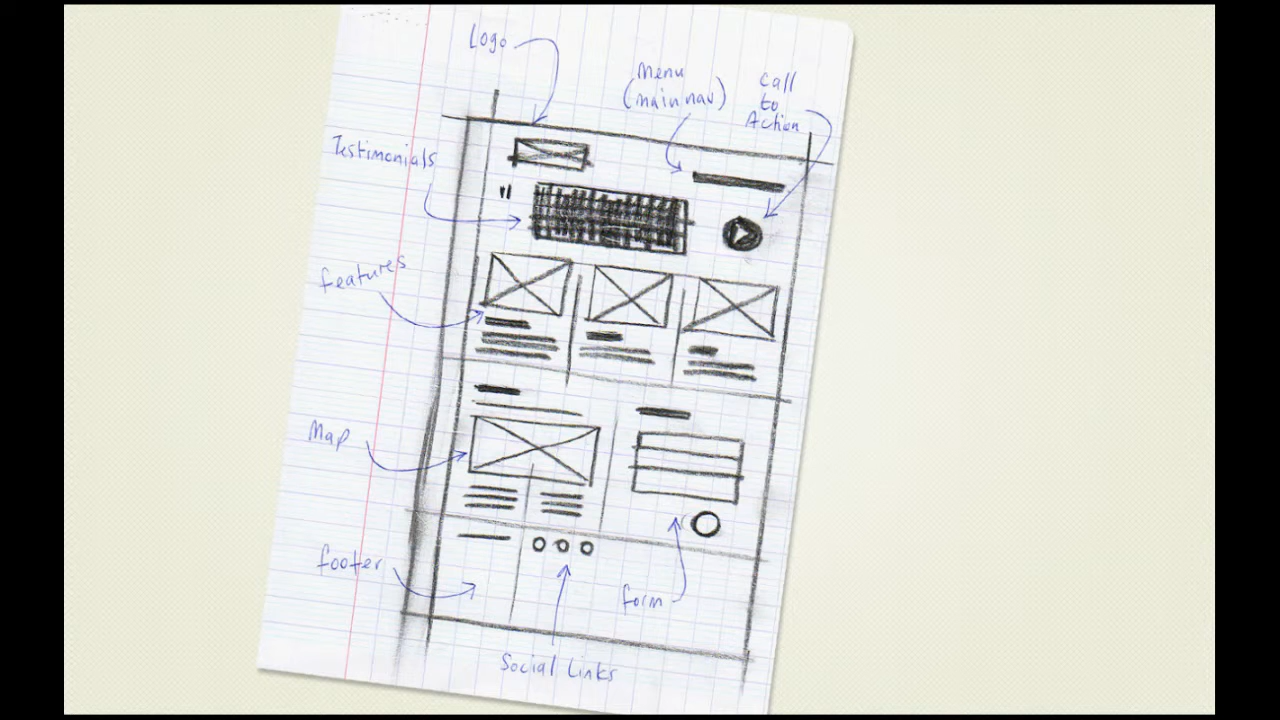 Logo
Menu
(main nav)
Call
to
Action
Testimonials
features
Map
footer
form
Social Links